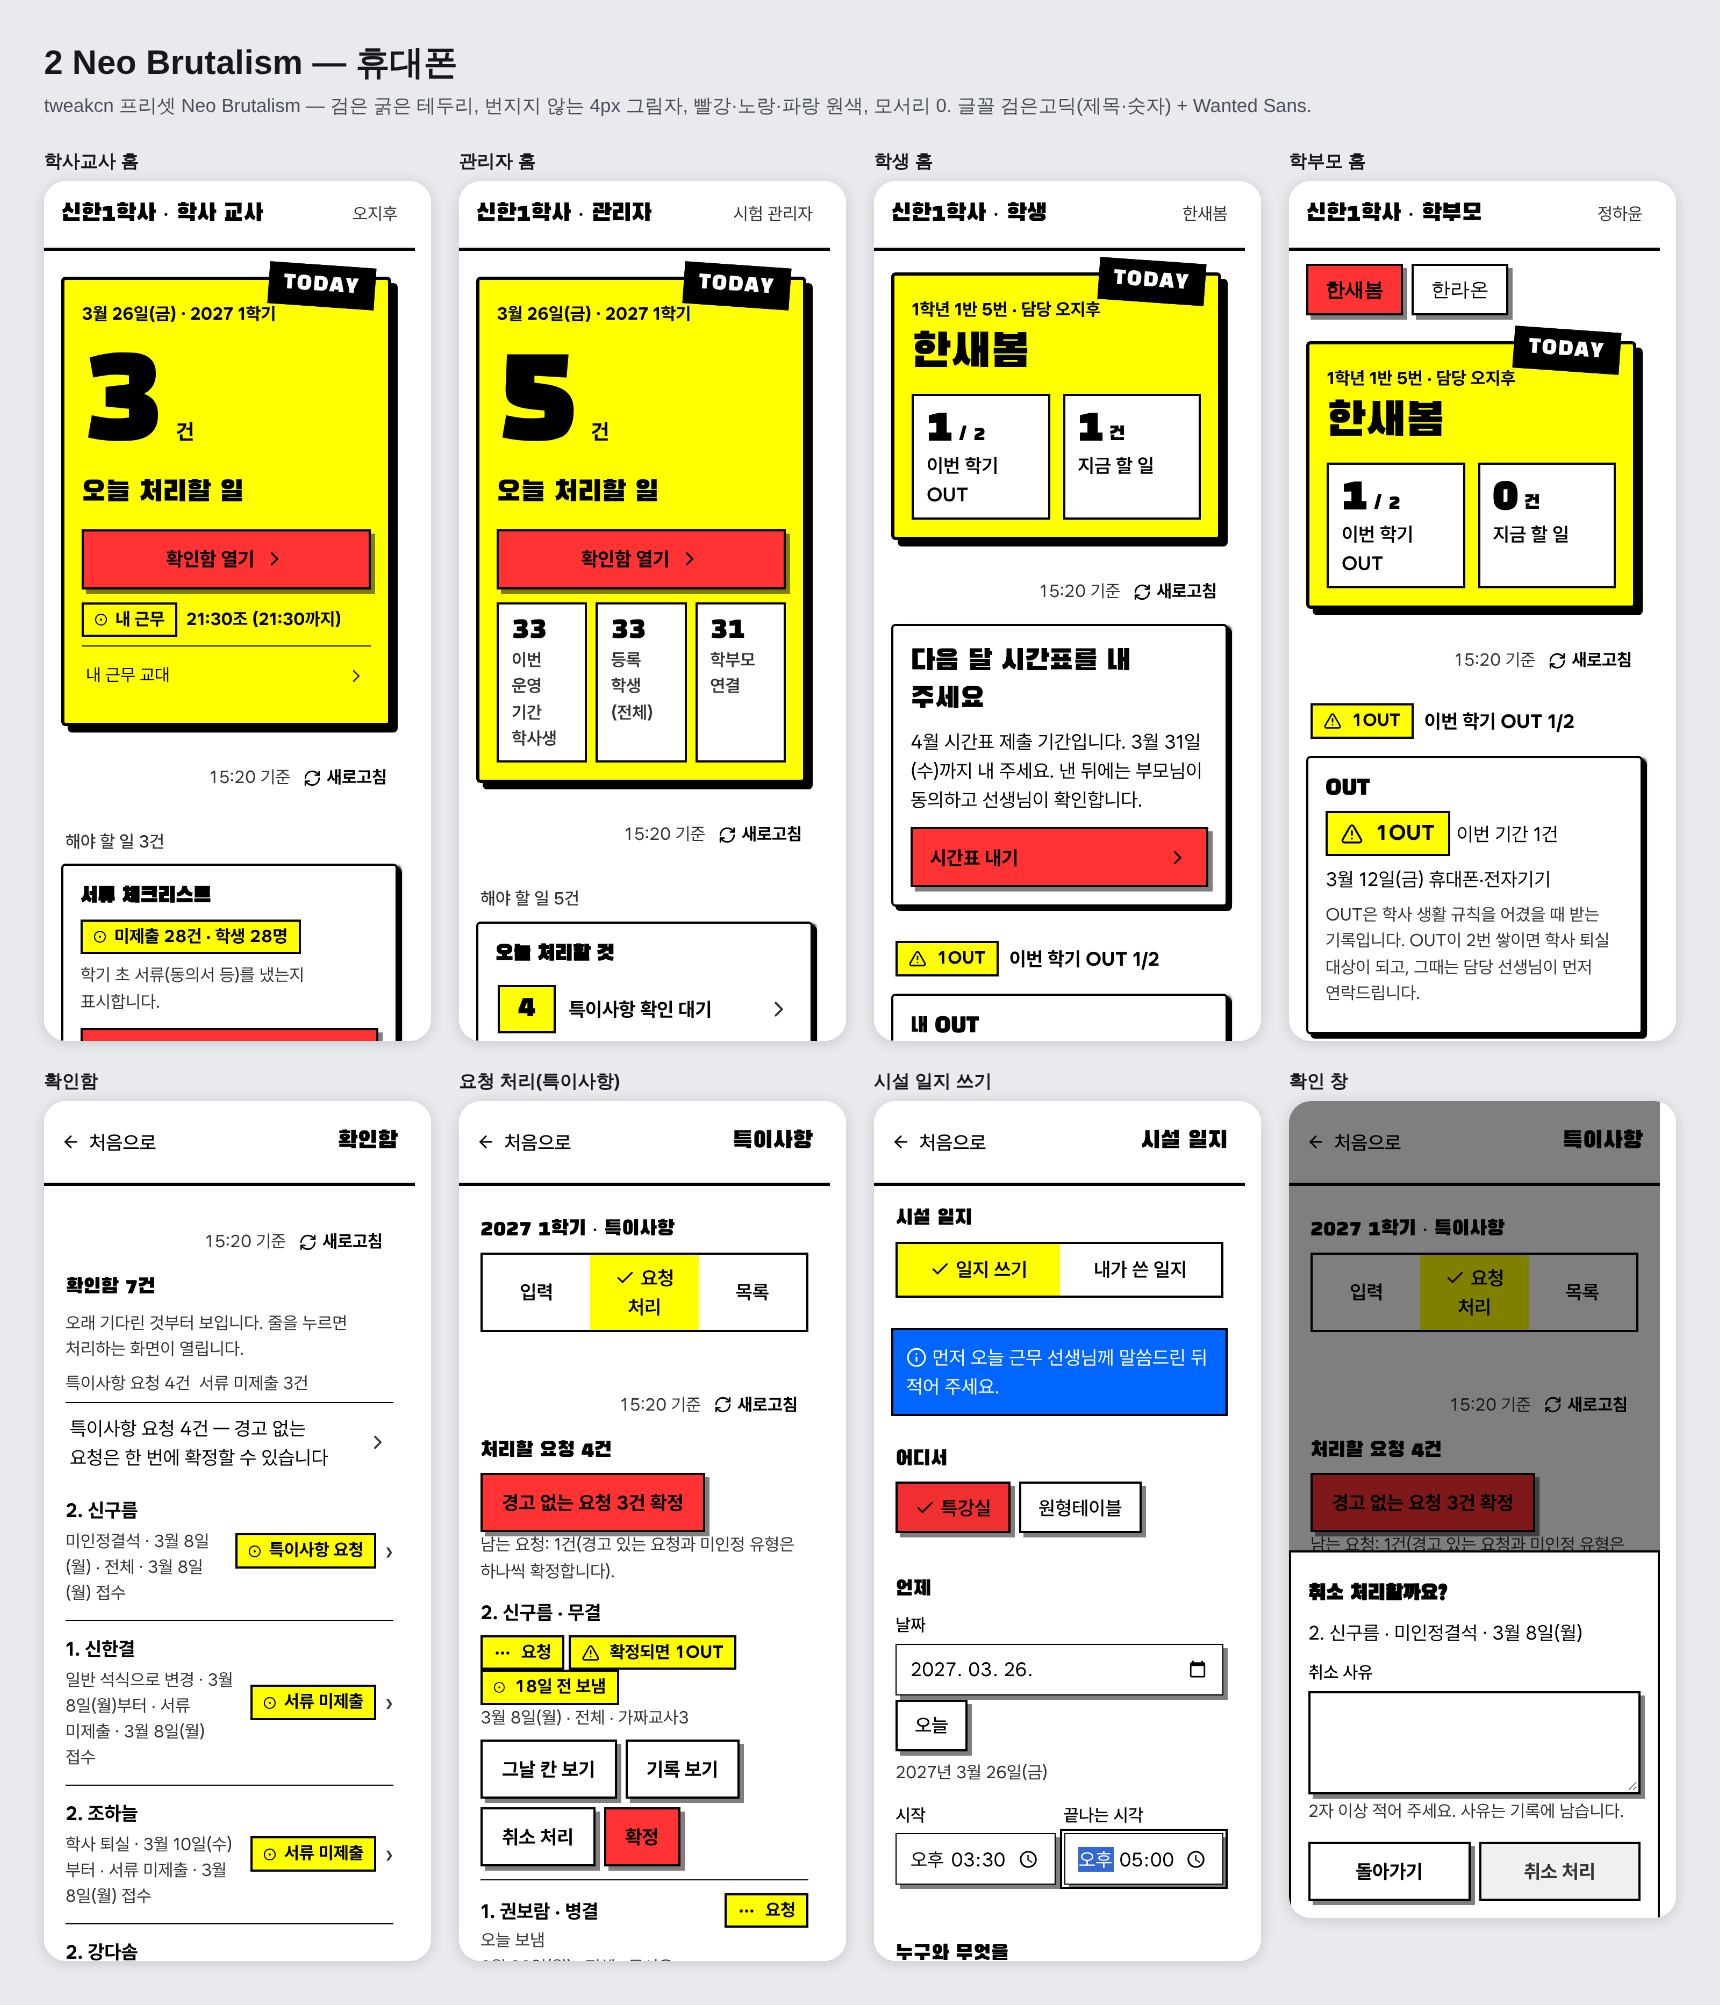 2 Neo Brutalism — 휴대폰
tweakcn 프리셋 Neo Brutalism — 검은 굵은 테두리, 번지지 않는 4px 그림자, 빨강·노랑·파랑 원색, 모서리 0. 글꼴 검은고딕(제목·숫자) + Wanted Sans.
학사교사 홈
신한1학사 · 학사 교사
오지후
TODAY
3월 26일(금) · 2027 1학기
3 건
오늘 처리할 일
확인함 열기
내 근무
21:30조 (21:30까지)
내 근무 교대
15:20 기준
새로고침
해야 할 일 3건
서류 체크리스트
미제출 28건 · 학생 28명
학기 초 서류(동의서 등)를 냈는지
표시합니다.
관리자 홈
신한1학사 · 관리자
시험 관리자
TODAY
3월 26일(금) · 2027 1학기
5 건
오늘 처리할 일
확인함 열기
33
이번
운영
기간
학사생
33
등록
학생
(전체)
31
학부모
연결
15:20 기준
새로고침
해야 할 일 5건
오늘 처리할 것
4
특이사항 확인 대기
학생 홈
신한1학사 · 학생
한새봄
TODAY
1학년 1반 5번 · 담당 오지후
한새봄
1 / 2
이번 학기
OUT
1 건
지금 할 일
15:20 기준
새로고침
다음 달 시간표를 내
주세요
4월 시간표 제출 기간입니다. 3월 31일
(수)까지 내 주세요. 낸 뒤에는 부모님이
동의하고 선생님이 확인합니다.
시간표 내기
1OUT
이번 학기 OUT 1/2
내 OUT
학부모 홈
신한1학사 · 학부모
정하윤
한새봄
한라온
TODAY
1학년 1반 5번 · 담당 오지후
한새봄
1 / 2
이번 학기
OUT
0 건
지금 할 일
15:20 기준
새로고침
1OUT
이번 학기 OUT 1/2
OUT
1OUT
이번 기간 1건
3월 12일(금) 휴대폰·전자기기
OUT은 학사 생활 규칙을 어겼을 때 받는
기록입니다. OUT이 2번 쌓이면 학사 퇴실
대상이 되고, 그때는 담당 선생님이 먼저
연락드립니다.
확인함
처음으로
확인함
15:20 기준
새로고침
확인함 7건
오래 기다린 것부터 보입니다. 줄을 누르면
처리하는 화면이 열립니다.
특이사항 요청 4건 서류 미제출 3건
특이사항 요청 4건 — 경고 없는
요청은 한 번에 확정할 수 있습니다
2. 신구름
미인정결석 · 3월 8일
(월) · 전체 · 3월 8일
(월) 접수
특이사항 요청
1. 신한결
일반 석식으로 변경 · 3월
8일(월)부터 · 서류
미제출 · 3월 8일(월)
접수
서류 미제출
2. 조하늘
학사 퇴실 · 3월 10일(수)
부터 · 서류 미제출 · 3월
8일(월) 접수
서류 미제출
2. 강다솜
요청 처리(특이사항)
처음으로
특이사항
2027 1학기 · 특이사항
입력
요청
처리
목록
15:20 기준
새로고침
처리할 요청 4건
경고 없는 요청 3건 확정
남는 요청: 1건(경고 있는 요청과 미인정 유형은
하나씩 확정합니다).
2. 신구름 · 무결
요청
확정되면 1OUT
18일 전 보냄
3월 8일(월) · 전체 · 가짜교사3
그날 칸 보기
기록 보기
취소 처리
확정
1. 권보람 · 병결
요청
오늘 보냄
시설 일지 쓰기
처음으로
시설 일지
시설 일지
일지 쓰기
내가 쓴 일지
먼저 오늘 근무 선생님께 말씀드린 뒤
적어 주세요.
어디서
특강실
원형테이블
언제
날짜
2027. 03. 26.
오늘
2027년 3월 26일(금)
시작
끝나는 시각
오후 03:30
오후 05:00
누구와 무엇을
확인 창
처음으로
특이사항
2027 1학기 · 특이사항
입력
요청
처리
목록
15:20 기준
새로고침
처리할 요청 4건
경고 없는 요청 3건 확정
남는 요청: 1건(경고 있는 요청과 미인정 유형은
취소 처리할까요?
2. 신구름 · 미인정결석 · 3월 8일(월)
취소 사유
2자 이상 적어 주세요. 사유는 기록에 남습니다.
돌아가기
취소 처리